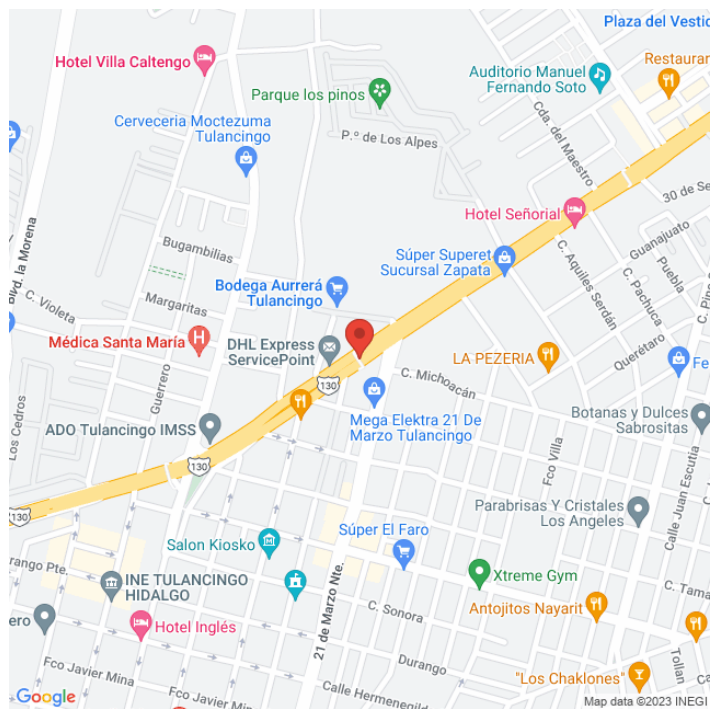 Plaza del Vestid
Hotel Villa Caltengo
Restaurar
Auditorio Manuel
Fernando Soto
Parque los pinos
Cerveceria Moctezuma
Tulancingo
P.º de Los Alpes
Cda. del Maestro
30 de Se
Hotel Señorial
Blvd. la Morena
Bugambilias
Guanajuato
Súper Superet
Sucursal Zapata
C. Aquiles Serdán
C. Pachuca
Puebla
C. Pino S
Bodega Aurrerá
Tulancingo
C. Violeta
Margaritas
Médica Santa María
DHL Express
ServicePoint
Querétaro
LA PEZERIA
Fe
C. Michoacán
130
Guerrero
Los Cedros
Mega Elektra 21 De
Marzo Tulancingo
Botanas y Dulces
Sabrositas
ADO Tulancingo IMSS
130
Fco Villa
Calle Juan Escutia
130
Parabrisas Y Cristales
Los Angeles
Salon Kiosko
Súper El Faro
rango Pte.
INE TULANCINGO
HIDALGO
Xtreme Gym
C. Tama
21 de Marzo Nte.
C. Sonora
Antojitos Nayarit
ero
Hotel Inglés
Durango
Tollan
Fco Javier Mina
Fco Javier Mina
"Los Chaklones"
Ca
Calle Hermenegild
Google
Map data ©2023 INEGI